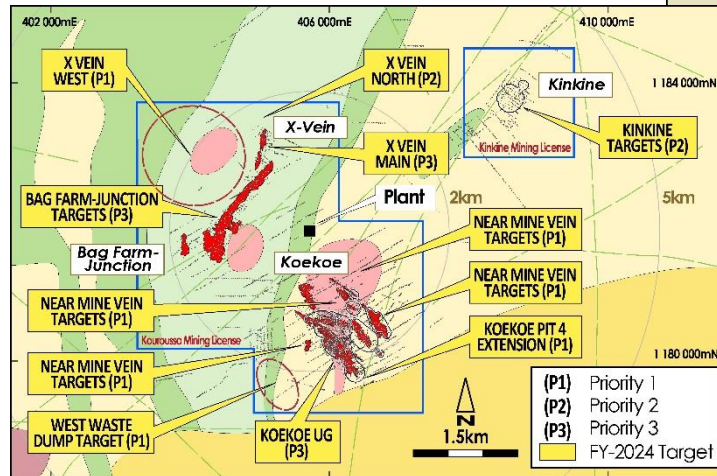 402 000mE
406 000mE
410 000mE
X VEIN
WEST (P1)
X VEIN
NORTH (P2)
Kinkine
1 184 000mN
X-Vein
Kinkine Mining License
KINKINE
TARGETS (P2)
X VEIN
MAIN (P3)
BAG FARM-JUNCTION
TARGETS (P3)
Plant
2km
5km
NEAR MINE VEIN
TARGETS (P1)
Bag Farm-
Junction
Koekoe
NEAR MINE VEIN
TARGETS (P1)
NEAR MINE VEIN
TARGETS (P1)
Kouroussa Mining License
KOEKOE PIT 4
EXTENSION (P1)
1 180 000mN
NEAR MINE VEIN
TARGETS (P1)
WEST WASTE
DUMP TARGET (P1)
KOEKOE UG
(P3)
N
1.5km
(P1) Priority 1
(P2) Priority 2
(P3) Priority 3
FY-2024 Target